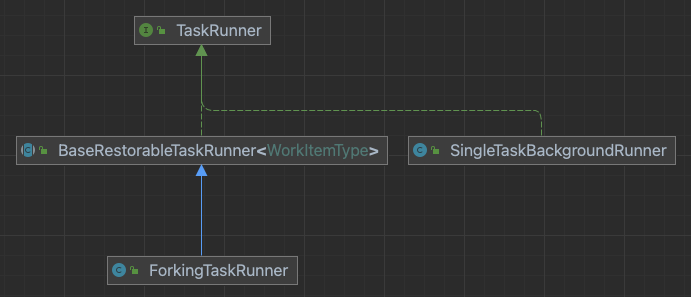 TaskRunner
BaseRestorableTaskRunner<WorkItemType>
SingleTaskBackgroundRunner
ForkingTaskRunner